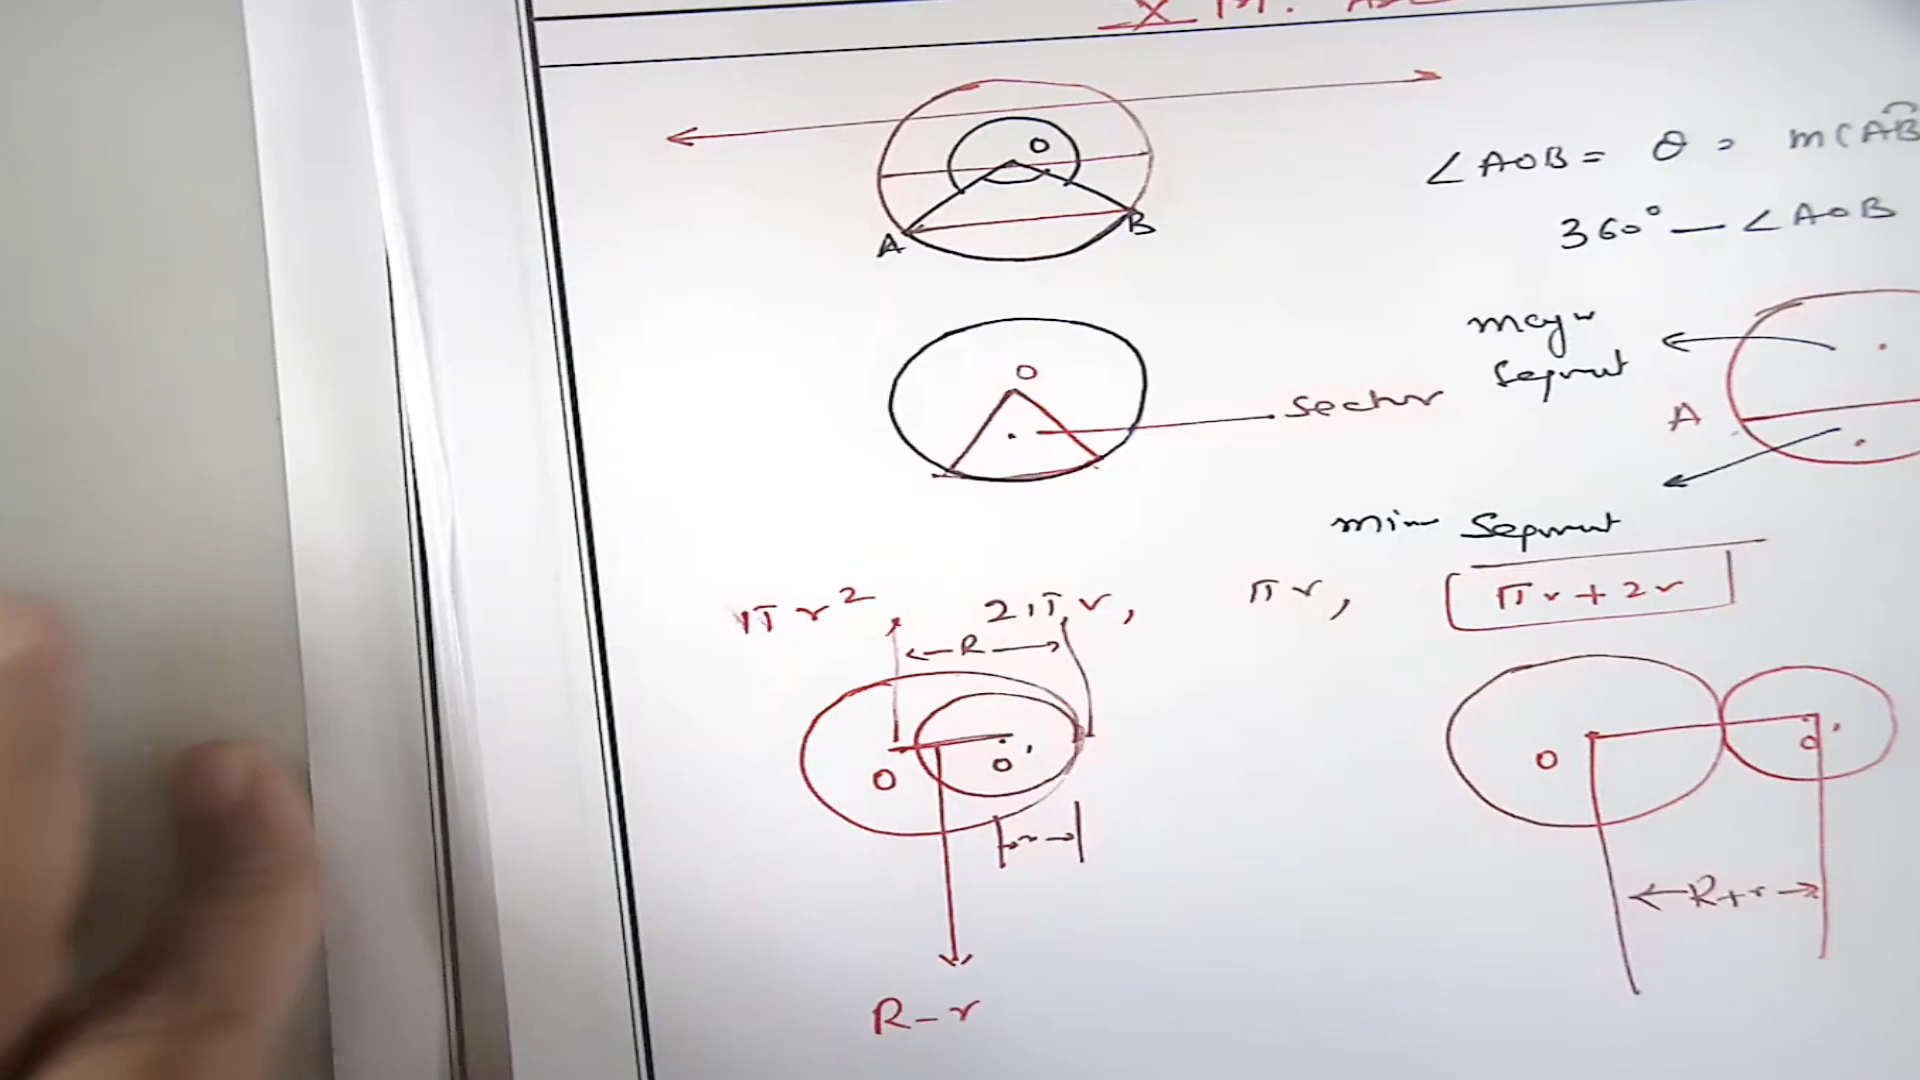 O
A
B
∠AOB = θ = m(AB
360° — ∠AOB
O
sector
major
segment
A
minor segment
πr², 2πr, πr, πr + 2r
R
O
O'
r
R - r
O
O'
R+r